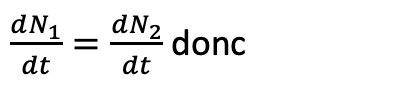 dN₁/dt = dN₂/dt donc